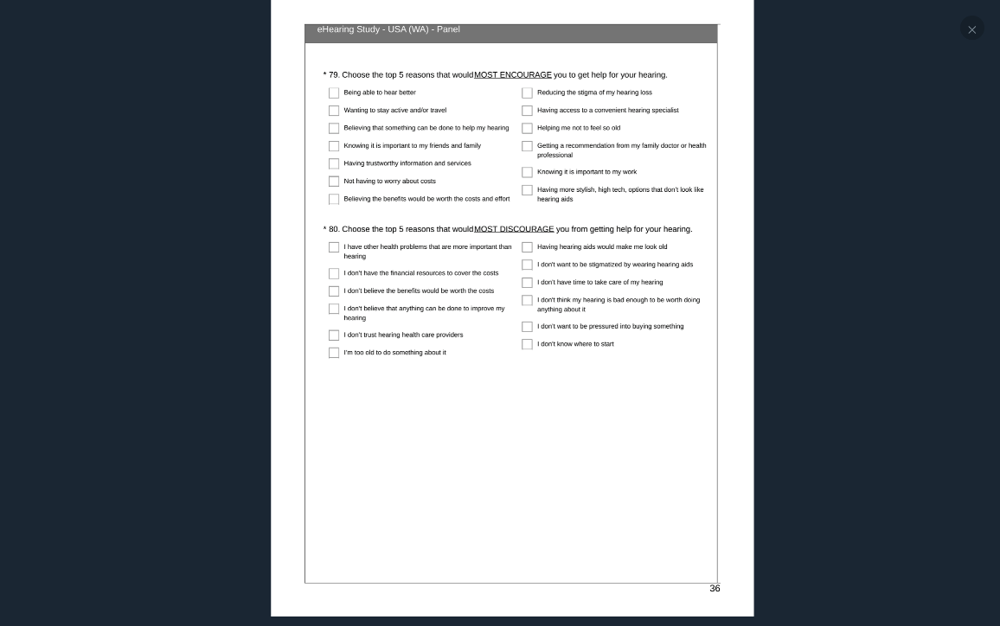 eHearing Study - USA (WA) - Panel
* 79. Choose the top 5 reasons that would MOST ENCOURAGE you to get help for your hearing.
Being able to hear better
Wanting to stay active and/or travel
Believing that something can be done to help my hearing
Knowing it is important to my friends and family
Having trustworthy information and services
Not having to worry about costs
Believing the benefits would be worth the costs and effort
Reducing the stigma of my hearing loss
Having access to a convenient hearing specialist
Helping me not to feel so old
Getting a recommendation from my family doctor or health
professional
Knowing it is important to my work
Having more stylish, high tech, options that don't look like
hearing aids
* 80. Choose the top 5 reasons that would MOST DISCOURAGE you from getting help for your hearing.
I have other health problems that are more important than
hearing
I don't have the financial resources to cover the costs
I don't believe the benefits would be worth the costs
I don't believe that anything can be done to improve my
hearing
I don't trust hearing health care providers
I'm too old to do something about it
Having hearing aids would make me look old
I don't want to be stigmatized by wearing hearing aids
I don't have time to take care of my hearing
I don't think my hearing is bad enough to be worth doing
anything about it
I don't want to be pressured into buying something
I don't know where to start
36